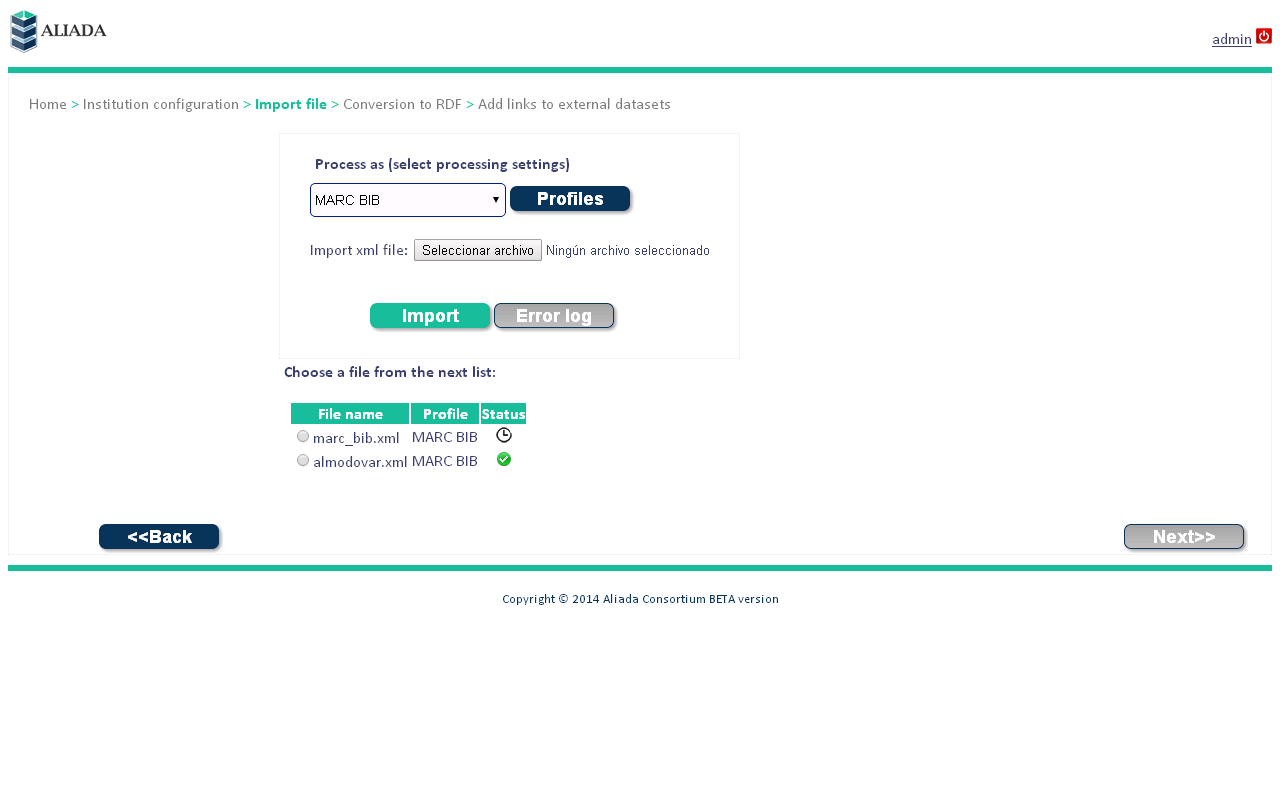 ALIADA
admin
Home > Institution configuration > Import file > Conversion to RDF > Add links to external datasets
Process as (select processing settings)
MARC BIB Profiles
Import xml file: Seleccionar archivo Ningún archivo seleccionado
Import Error log
Choose a file from the next list:
File name Profile Status
marc_bib.xml MARC BIB
almodovar.xml MARC BIB
<<Back Next>>
Copyright © 2014 Aliada Consortium BETA version